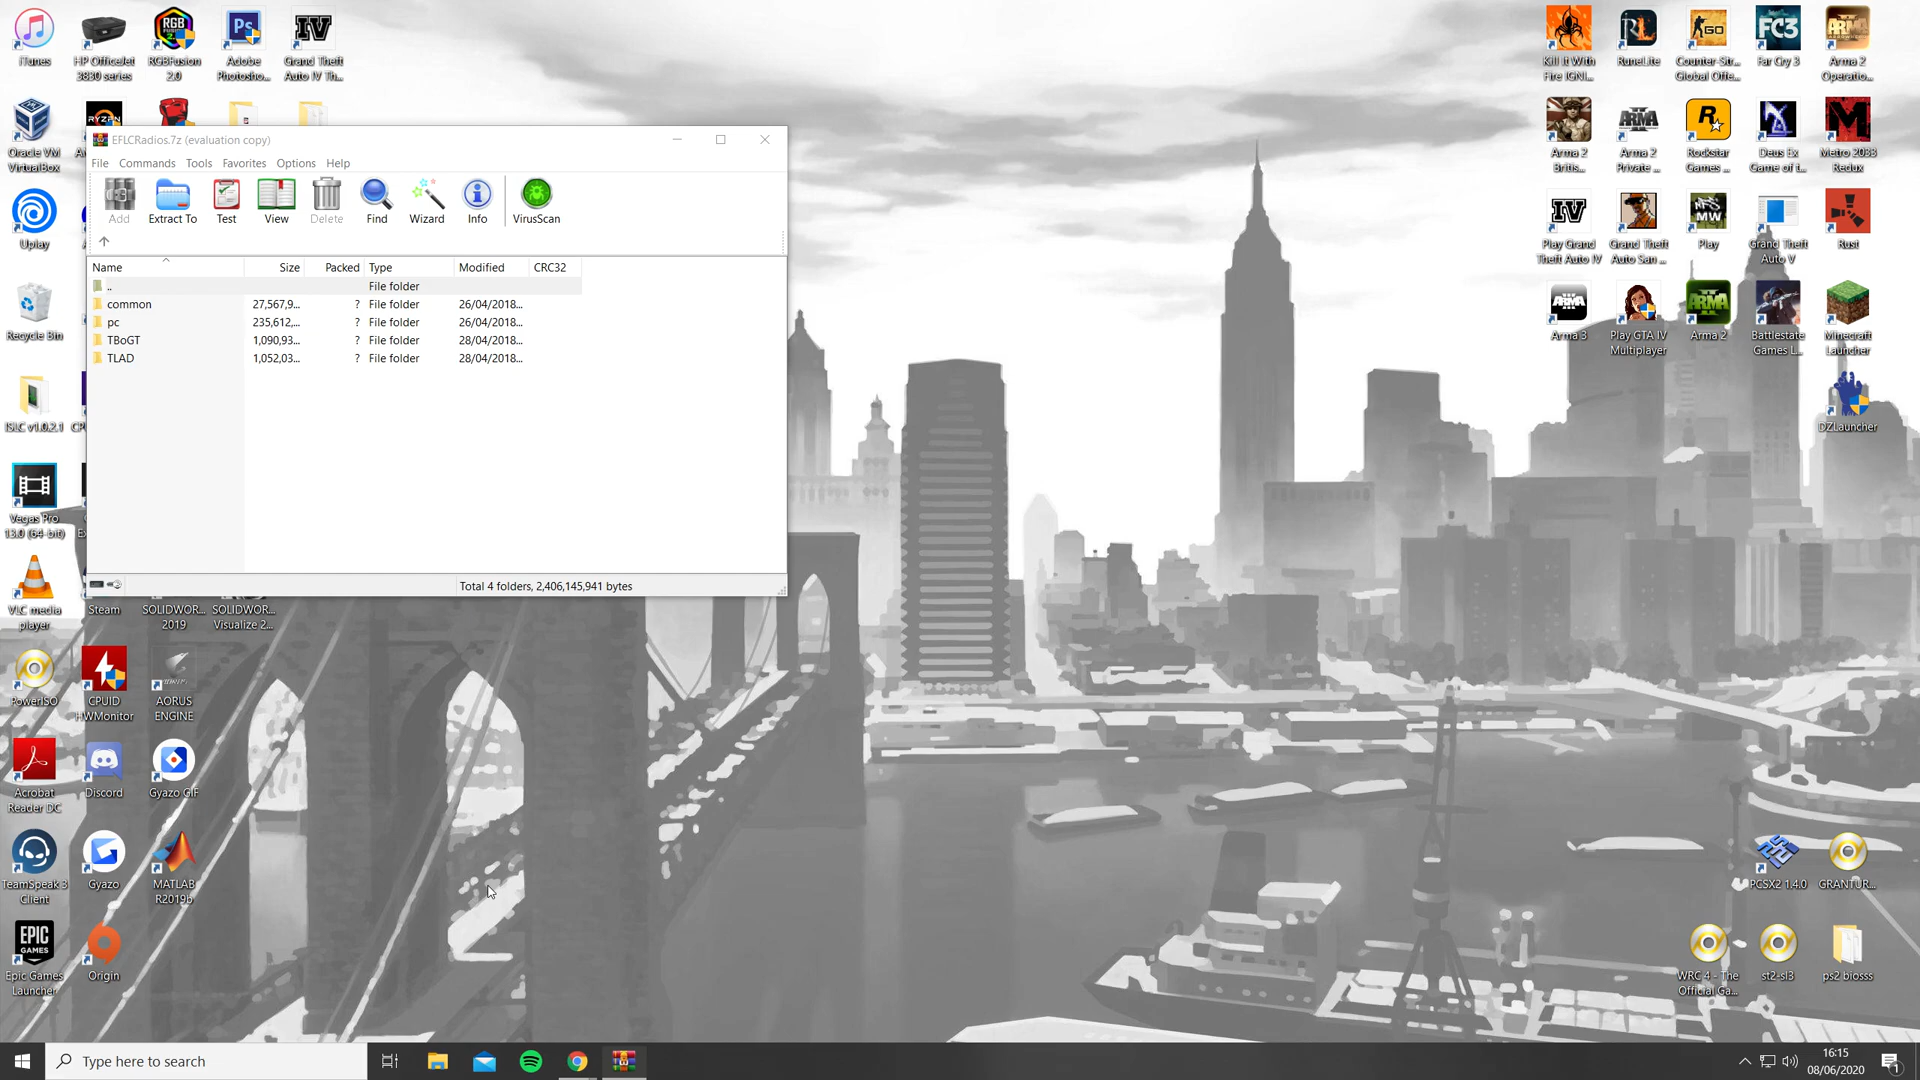 iTunes
HP OfficeJet
3830 series
RGBFusion
2.0
Adobe
Photosho...
Grand Theft
Auto IV Th...
Kill It With
Fire IGNI...
RuneLite
Counter-Str...
Global Offe...
Far Cry 3
Arma 2
Operatio...
Oracle VM
VirtualBox
EFLCRadios.7z (evaluation copy)
File Commands Tools Favorites Options Help
Add
Extract To
Test
View
Delete
Find
Wizard
Info
VirusScan
Name Size Packed Type Modified CRC32
.. File folder
common 27,567,9... ? File folder 26/04/2018...
pc 235,612,... ? File folder 26/04/2018...
TBoGT 1,090,93... ? File folder 28/04/2018...
TLAD 1,052,03... ? File folder 28/04/2018...
Total 4 folders, 2,406,145,941 bytes
Arma 2
Britis...
Arma 2
Private ...
Rockstar
Games ...
Deus Ex
Game of t...
Metro 2033
Redux
Uplay
Play Grand
Theft Auto IV
Grand Theft
Auto San ...
Play
Grand Theft
Auto V
Rust
Recycle Bin
Arma 3
Play GTA IV
Multiplayer
Arma 2
Battlestate
Games L...
Minecraft
Launcher
ISLC v1.0.2.1
DZLauncher
Vegas Pro
13.0 (64-bit)
VLC media
player
Steam
SOLIDWOR...
2019
SOLIDWOR...
Visualize 2...
PowerISO
CPUID
HWMonitor
AORUS
ENGINE
Acrobat
Reader DC
Discord
Gyazo GIF
TeamSpeak 3
Client
Gyazo
MATLAB
R2019b
PCSX2 1.4.0
GRANTUR...
Epic Games
Launcher
Origin
WRC 4 - The
Official Ga...
st2-sl3
ps2 biosss
Type here to search
16:15
08/06/2020